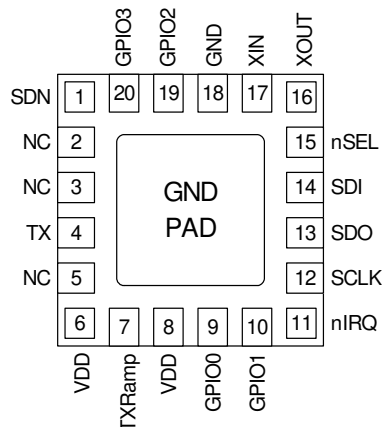 GPIO3
GPIO2
GND
XIN
XOUT
20
19
18
17
16
SDN
1
NC
2
NC
3
TX
4
NC
5
6
15
nSEL
14
SDI
13
SDO
12
SCLK
11
nIRQ
GND
PAD
7
8
9
10
VDD
TXRamp
VDD
GPIO0
GPIO1